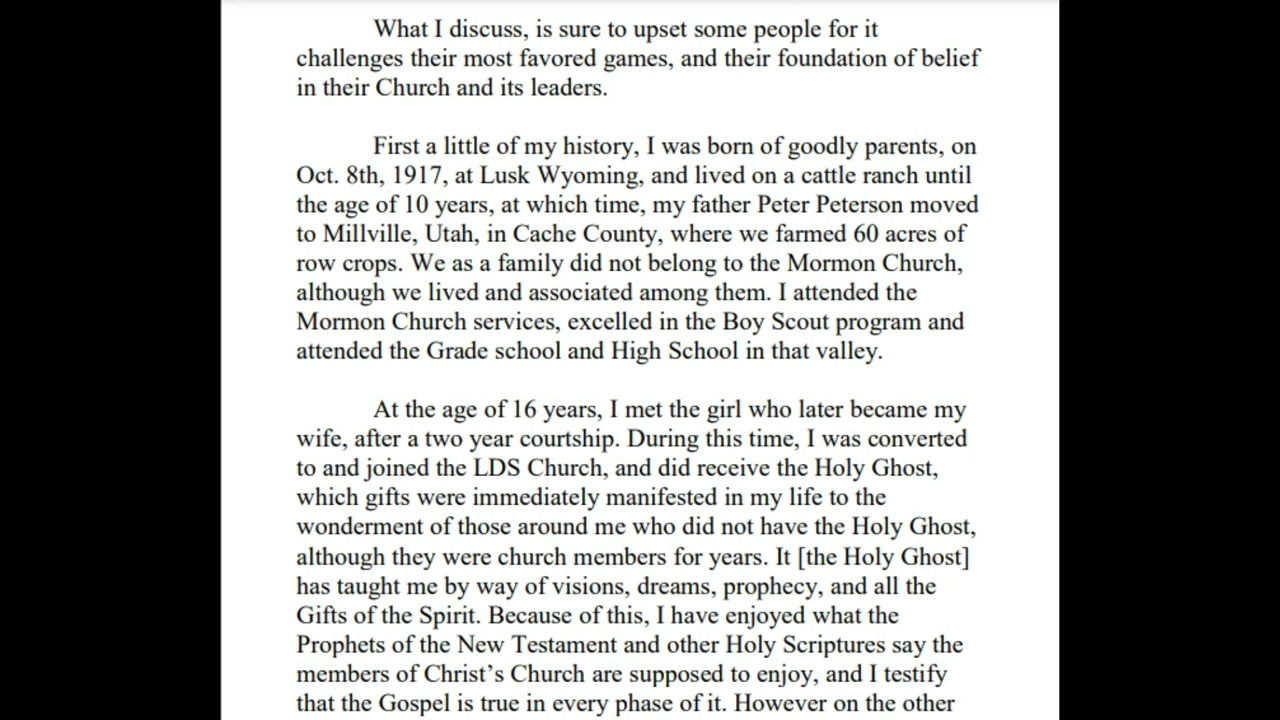 What I discuss, is sure to upset some people for it
challenges their most favored games, and their foundation of belief
in their Church and its leaders.
First a little of my history, I was born of goodly parents, on
Oct. 8th, 1917, at Lusk Wyoming, and lived on a cattle ranch until
the age of 10 years, at which time, my father Peter Peterson moved
to Millville, Utah, in Cache County, where we farmed 60 acres of
row crops. We as a family did not belong to the Mormon Church,
although we lived and associated among them. I attended the
Mormon Church services, excelled in the Boy Scout program and
attended the Grade school and High School in that valley.
At the age of 16 years, I met the girl who later became my
wife, after a two year courtship. During this time, I was converted
to and joined the LDS Church, and did receive the Holy Ghost,
which gifts were immediately manifested in my life to the
wonderment of those around me who did not have the Holy Ghost,
although they were church members for years. It [the Holy Ghost]
has taught me by way of visions, dreams, prophecy, and all the
Gifts of the Spirit. Because of this, I have enjoyed what the
Prophets of the New Testament and other Holy Scriptures say the
members of Christ’s Church are supposed to enjoy, and I testify
that the Gospel is true in every phase of it. However on the other